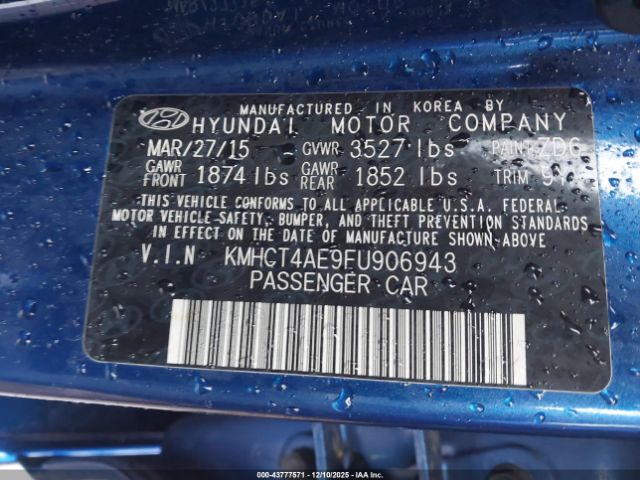 MANUFACTURED IN KOREA BY
HYUNDAI MOTOR COMPANY
MAR/27/15 GVWR 3527 lbs PAINT ZD6
GAWR FRONT 1874 lbs GAWR REAR 1852 lbs TRIM
THIS VEHICLE CONFORMS TO ALL APPLICABLE U.S.A. FEDERAL
MOTOR VEHICLE SAFETY, BUMPER, AND THEFT PREVENTION STANDARDS
IN EFFECT ON THE DATE OF MANUFACTURE SHOWN ABOVE
V.I.N KMHCT4AE9FU906943
PASSENGER CAR
000-43777571 - 12/10/2025 - IAAI, Inc.